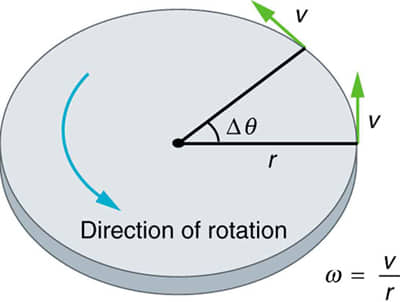 v
v
Δθ
r
Direction of rotation
ω = v/r